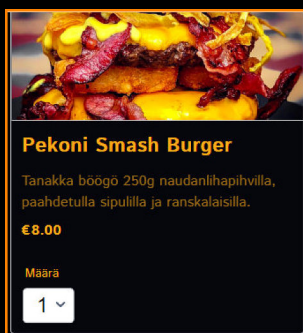 Pekoni Smash Burger
Tanakka böögö 250g naudanlihapihvilla,
paahdetulla sipulilla ja ranskalaisilla.
€8.00
Määrä
1